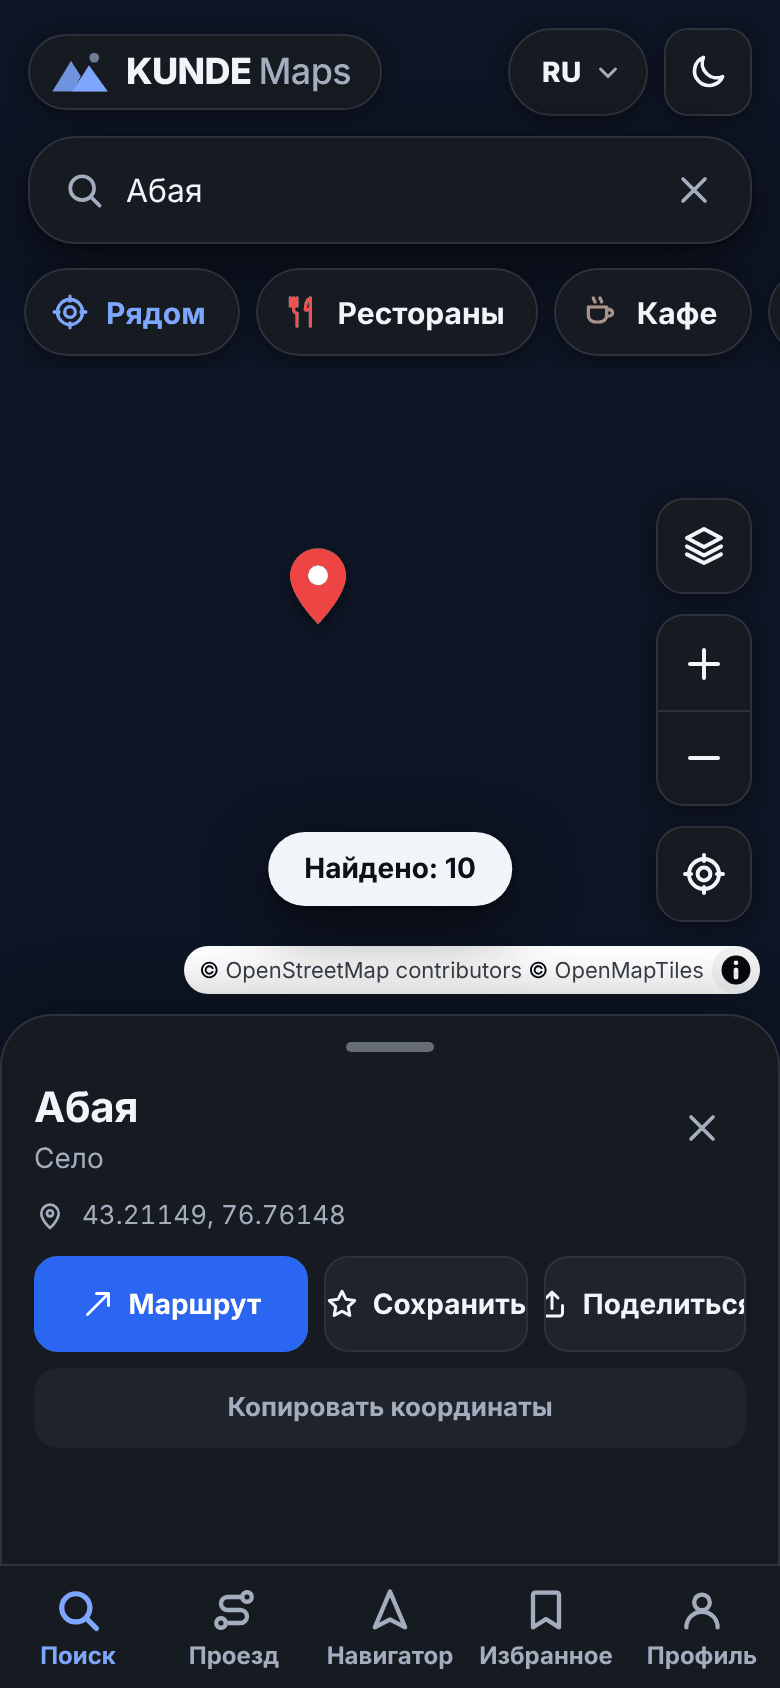 KUNDE Maps
RU
Абая
Рядом
Рестораны
Кафе
Найдено: 10
© OpenStreetMap contributors © OpenMapTiles
Абая
Село
43.21149, 76.76148
Маршрут
Сохранить
Поделиться
Копировать координаты
Поиск
Проезд
Навигатор
Избранное
Профиль